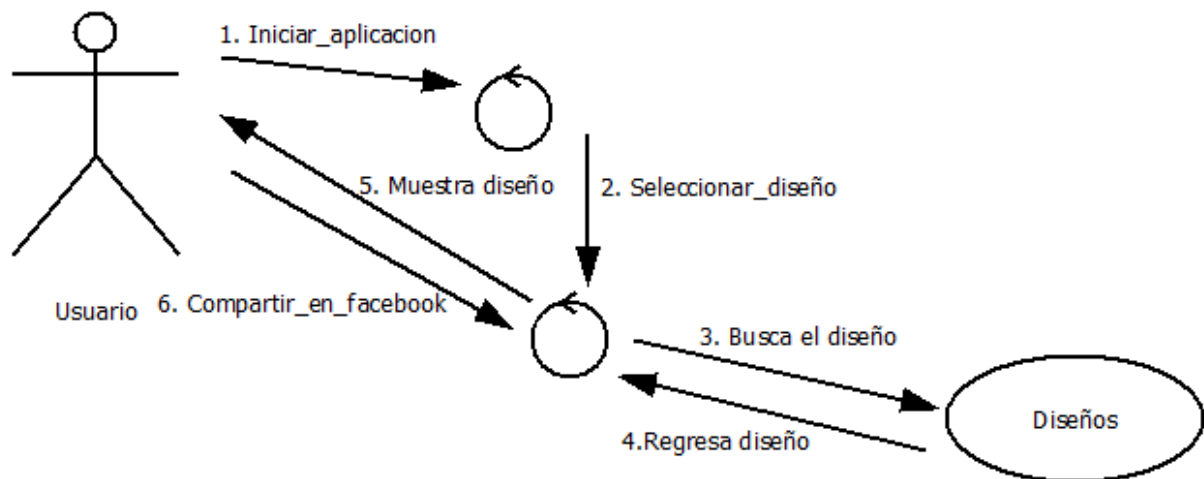 1. Iniciar_aplicacion
5. Muestra diseño
2. Seleccionar_diseño
Usuario
6. Compartir_en_facebook
3. Busca el diseño
4.Regresa diseño
Diseños